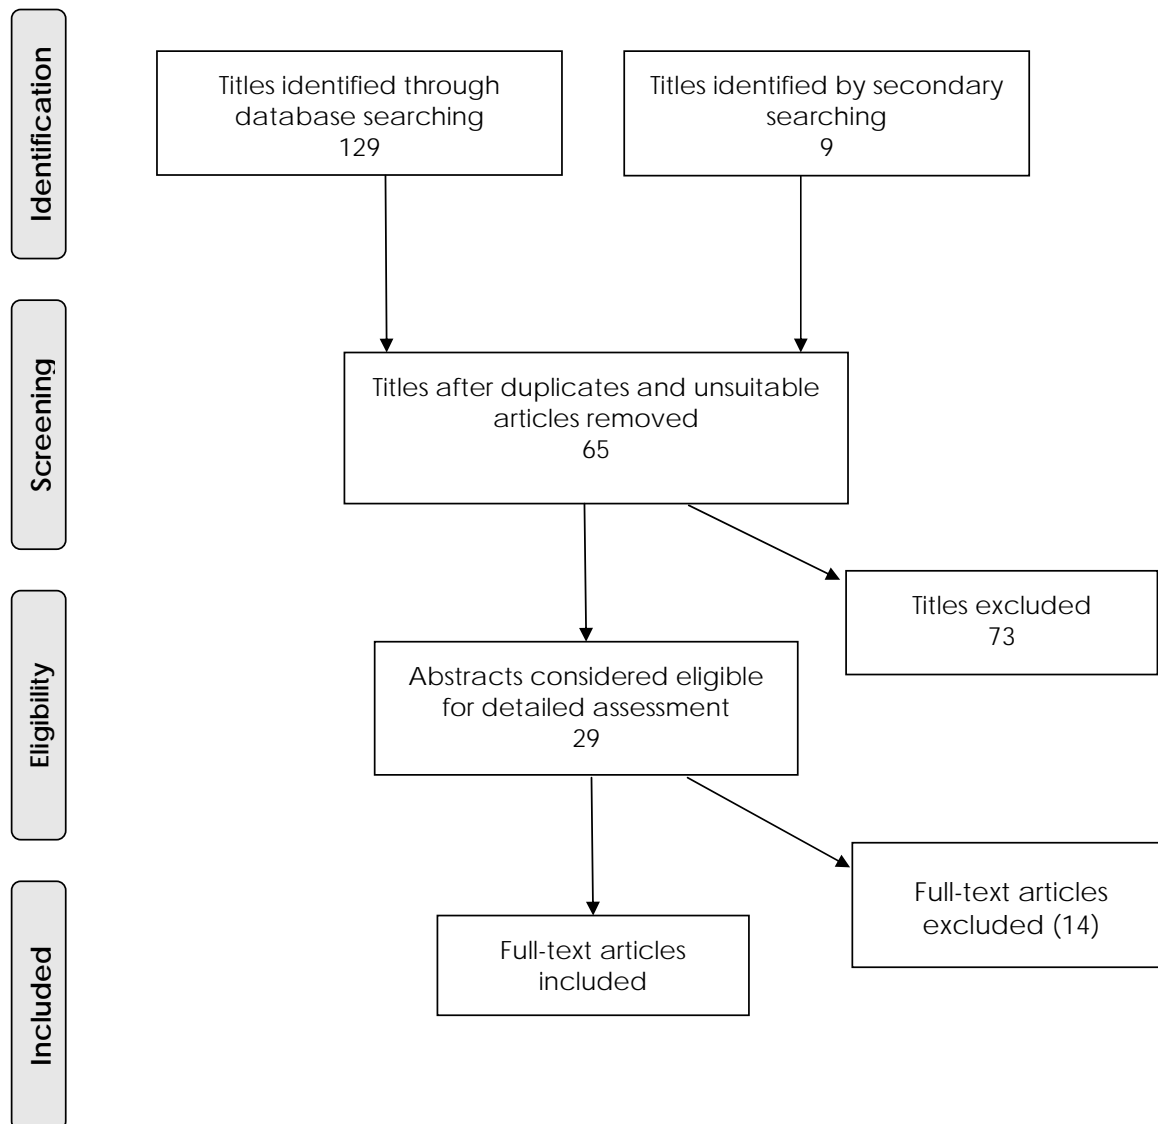 Identification
Titles identified through
database searching
129
Titles identified by secondary
searching
9
Screening
Titles after duplicates and unsuitable
articles removed
65
Titles excluded
73
Eligibility
Abstracts considered eligible
for detailed assessment
29
Full-text articles
excluded (14)
Included
Full-text articles
included